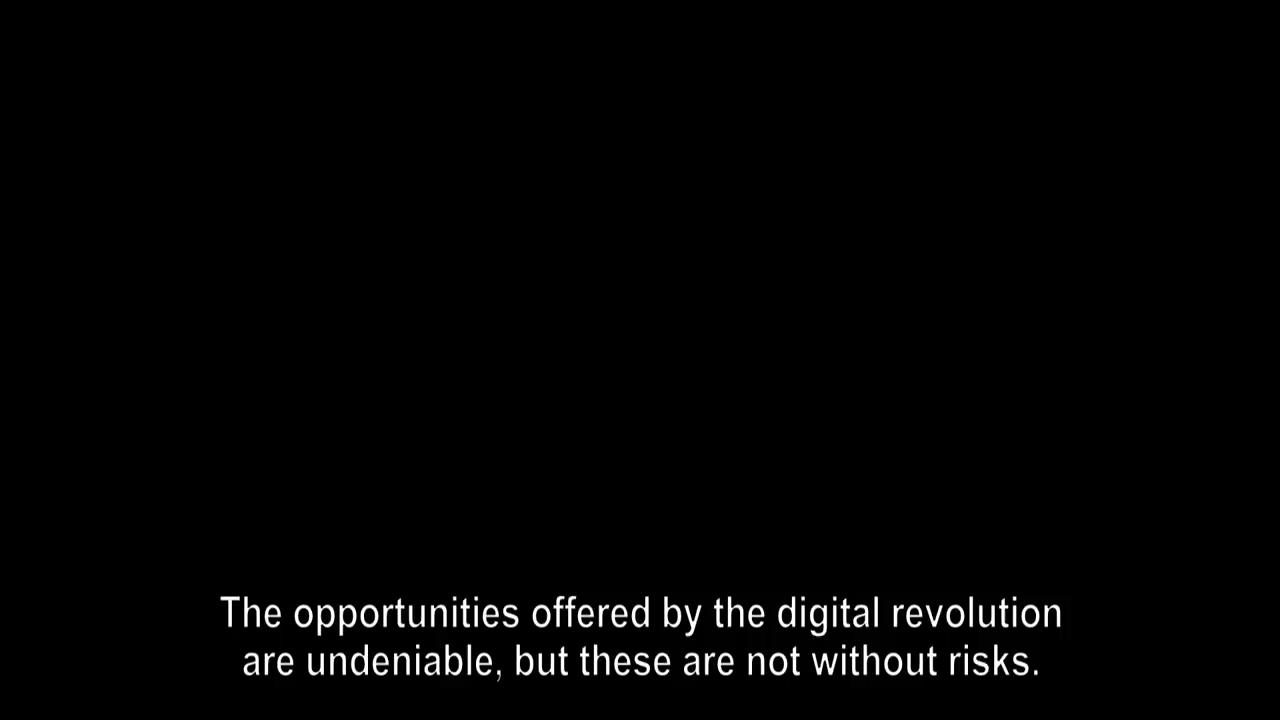 The opportunities offered by the digital revolution
are undeniable, but these are not without risks.